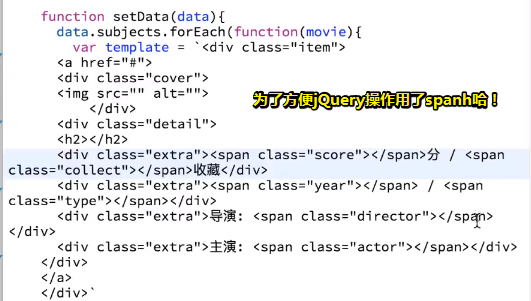 function setData(data){
data.subjects.forEach(function(movie){
var template = `<div class="item">
<a href="#">
<div class="cover">
<img src="" alt="">
</div>
为了方便jQuery操作用了spanh哈！
<div class="detail">
<h2></h2>
<div class="extra"><span class="score"></span>分 / <span
class="collect"></span>收藏</div>
<div class="extra"><span class="year"></span> / <span
class="type"></span></div>
<div class="extra">导演: <span class="director"></span>
</div>
<div class="extra">主演: <span class="actor"></span></div>
</div>
</a>
</div>`